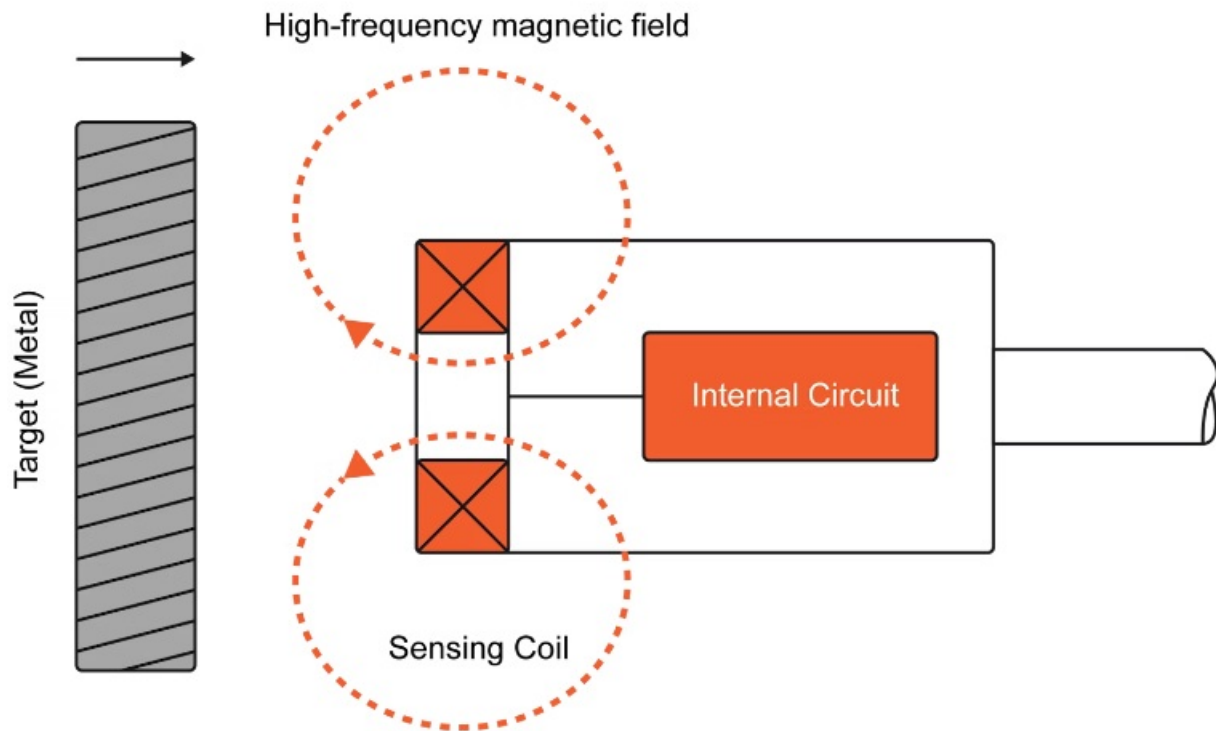 High-frequency magnetic field
Target (Metal)
Internal Circuit
Sensing Coil